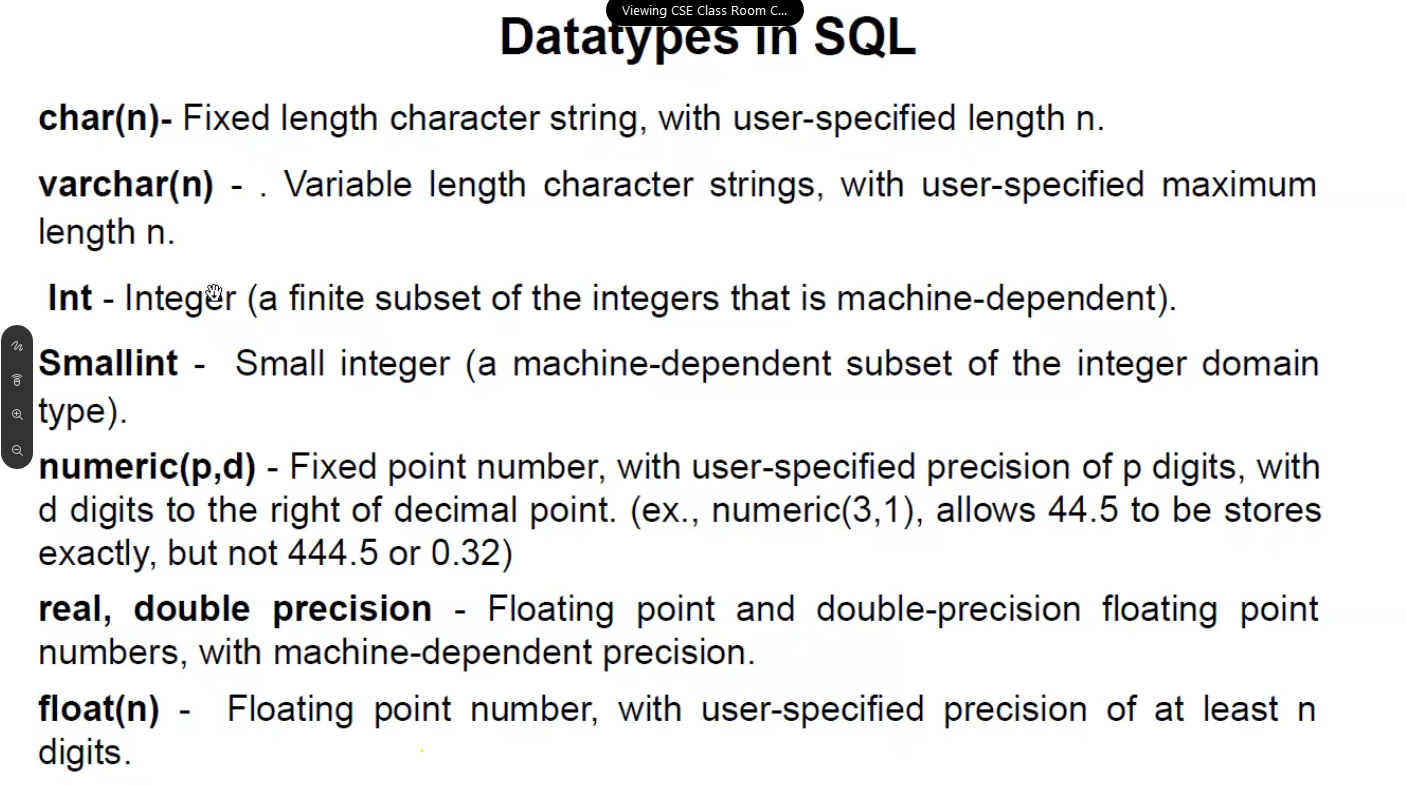 Viewing CSE Class Room C...
Datatypes in SQL
char(n)- Fixed length character string, with user-specified length n.
varchar(n) - . Variable length character strings, with user-specified maximum
length n.
Int - Integer (a finite subset of the integers that is machine-dependent).
Smallint - Small integer (a machine-dependent subset of the integer domain
type).
numeric(p,d) - Fixed point number, with user-specified precision of p digits, with
d digits to the right of decimal point. (ex., numeric(3,1), allows 44.5 to be stores
exactly, but not 444.5 or 0.32)
real, double precision - Floating point and double-precision floating point
numbers, with machine-dependent precision.
float(n) - Floating point number, with user-specified precision of at least n
digits.